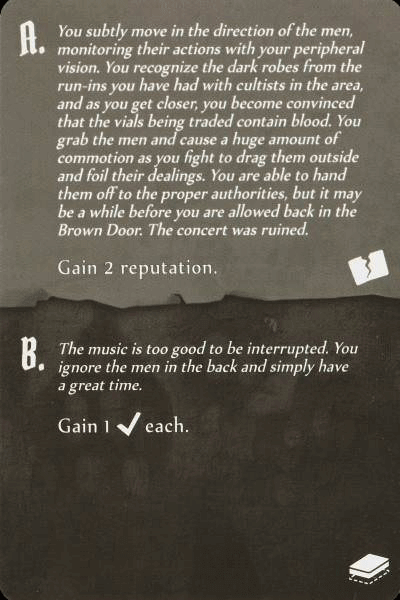 A. You subtly move in the direction of the men,
monitoring their actions with your peripheral
vision. You recognize the dark robes from the
run-ins you have had with cultists in the area,
and as you get closer, you become convinced
that the vials being traded contain blood. You
grab the men and cause a huge amount of
commotion as you fight to drag them outside
and foil their dealings. You are able to hand
them off to the proper authorities, but it may
be a while before you are allowed back in the
Brown Door. The concert was ruined.
Gain 2 reputation.
B. The music is too good to be interrupted. You
ignore the men in the back and simply have
a great time.
Gain 1 ✓ each.